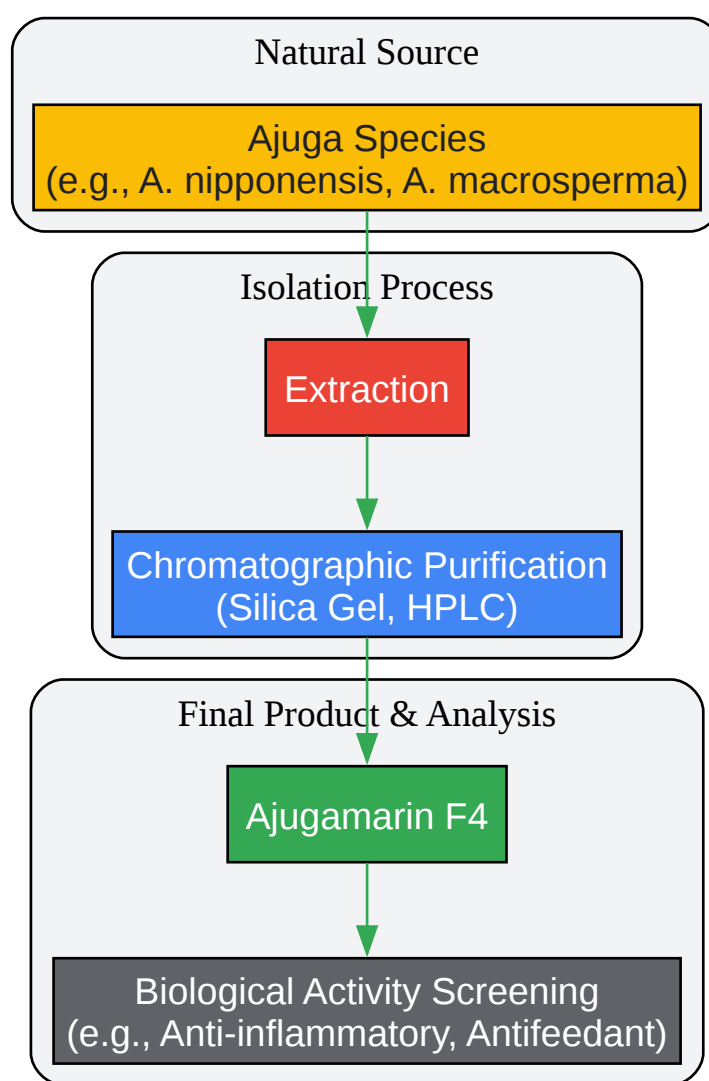 Natural Source
Ajuga Species
(e.g., A. nipponensis, A. macrosperma)
Isolation Process
Extraction
Chromatographic Purification
(Silica Gel, HPLC)
Final Product & Analysis
Ajugamarin F4
Biological Activity Screening
(e.g., Anti-inflammatory, Antifeedant)